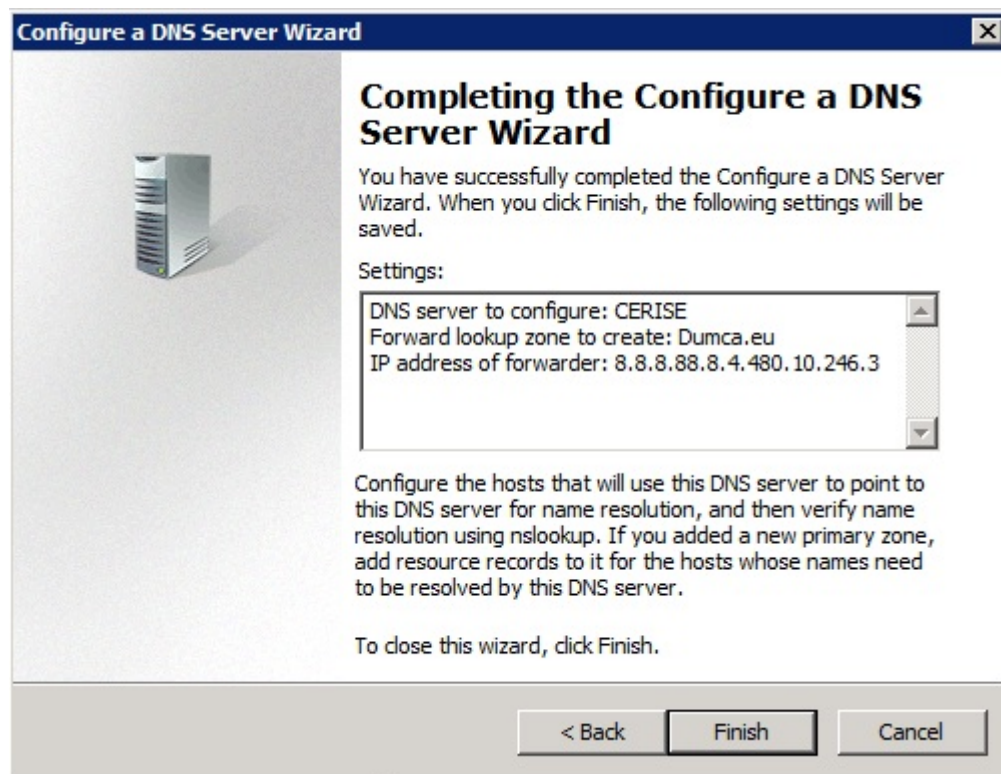 Configure a DNS Server Wizard
Completing the Configure a DNS
Server Wizard
You have successfully completed the Configure a DNS Server
Wizard. When you click Finish, the following settings will be
saved.
Settings:
DNS server to configure: CERISE
Forward lookup zone to create: Dumca.eu
IP address of forwarder: 8.8.8.88.8.4.480.10.246.3
Configure the hosts that will use this DNS server to point to
this DNS server for name resolution, and then verify name
resolution using nslookup. If you added a new primary zone,
add resource records to it for the hosts whose names need
to be resolved by this DNS server.
To close this wizard, click Finish.
< Back Finish Cancel